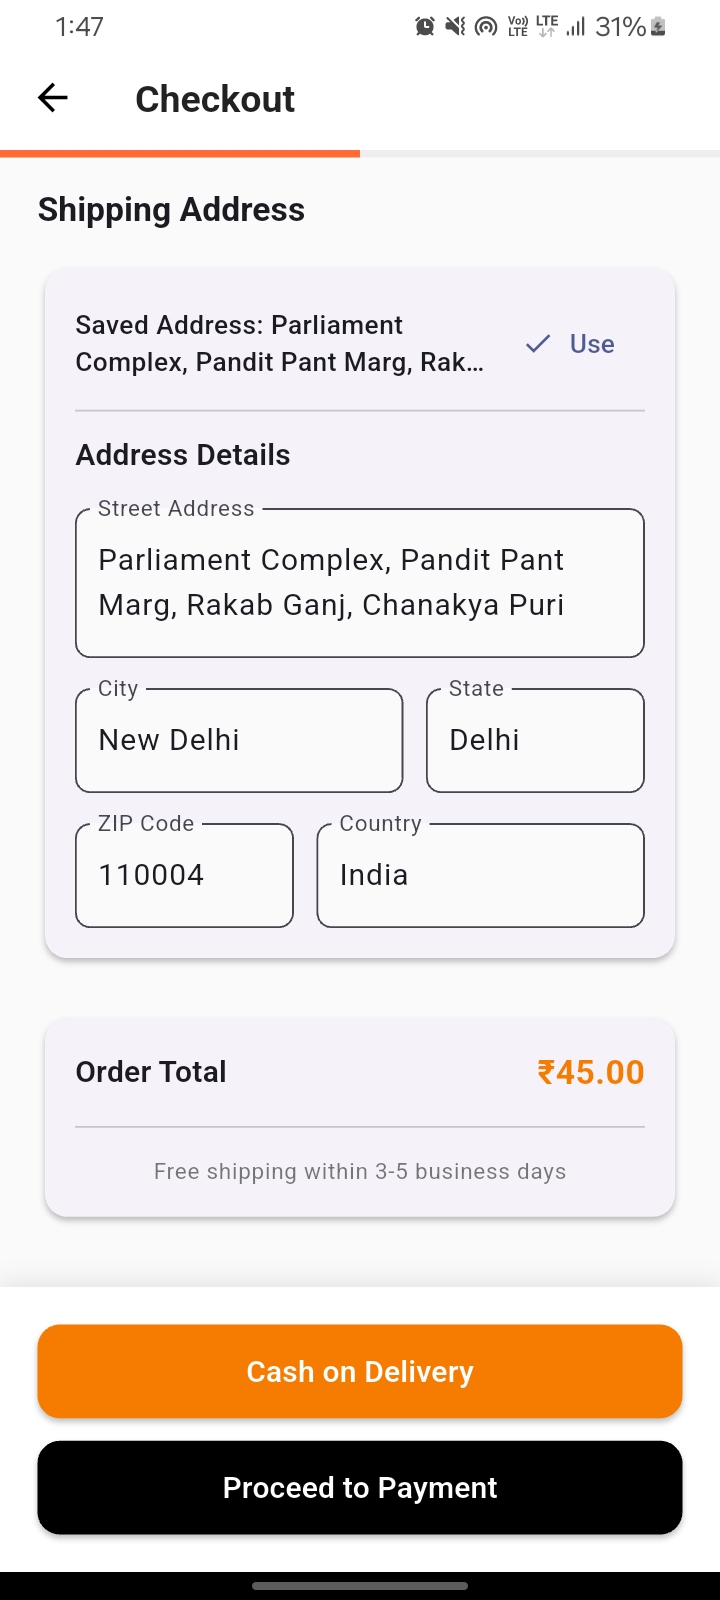 1:47
Vo))
LTE
LTE
31%
Checkout
Shipping Address
Saved Address: Parliament
Complex, Pandit Pant Marg, Rak...
Use
Address Details
Street Address
Parliament Complex, Pandit Pant
Marg, Rakab Ganj, Chanakya Puri
City
State
New Delhi
Delhi
ZIP Code
Country
110004
India
Order Total
₹45.00
Free shipping within 3-5 business days
Cash on Delivery
Proceed to Payment